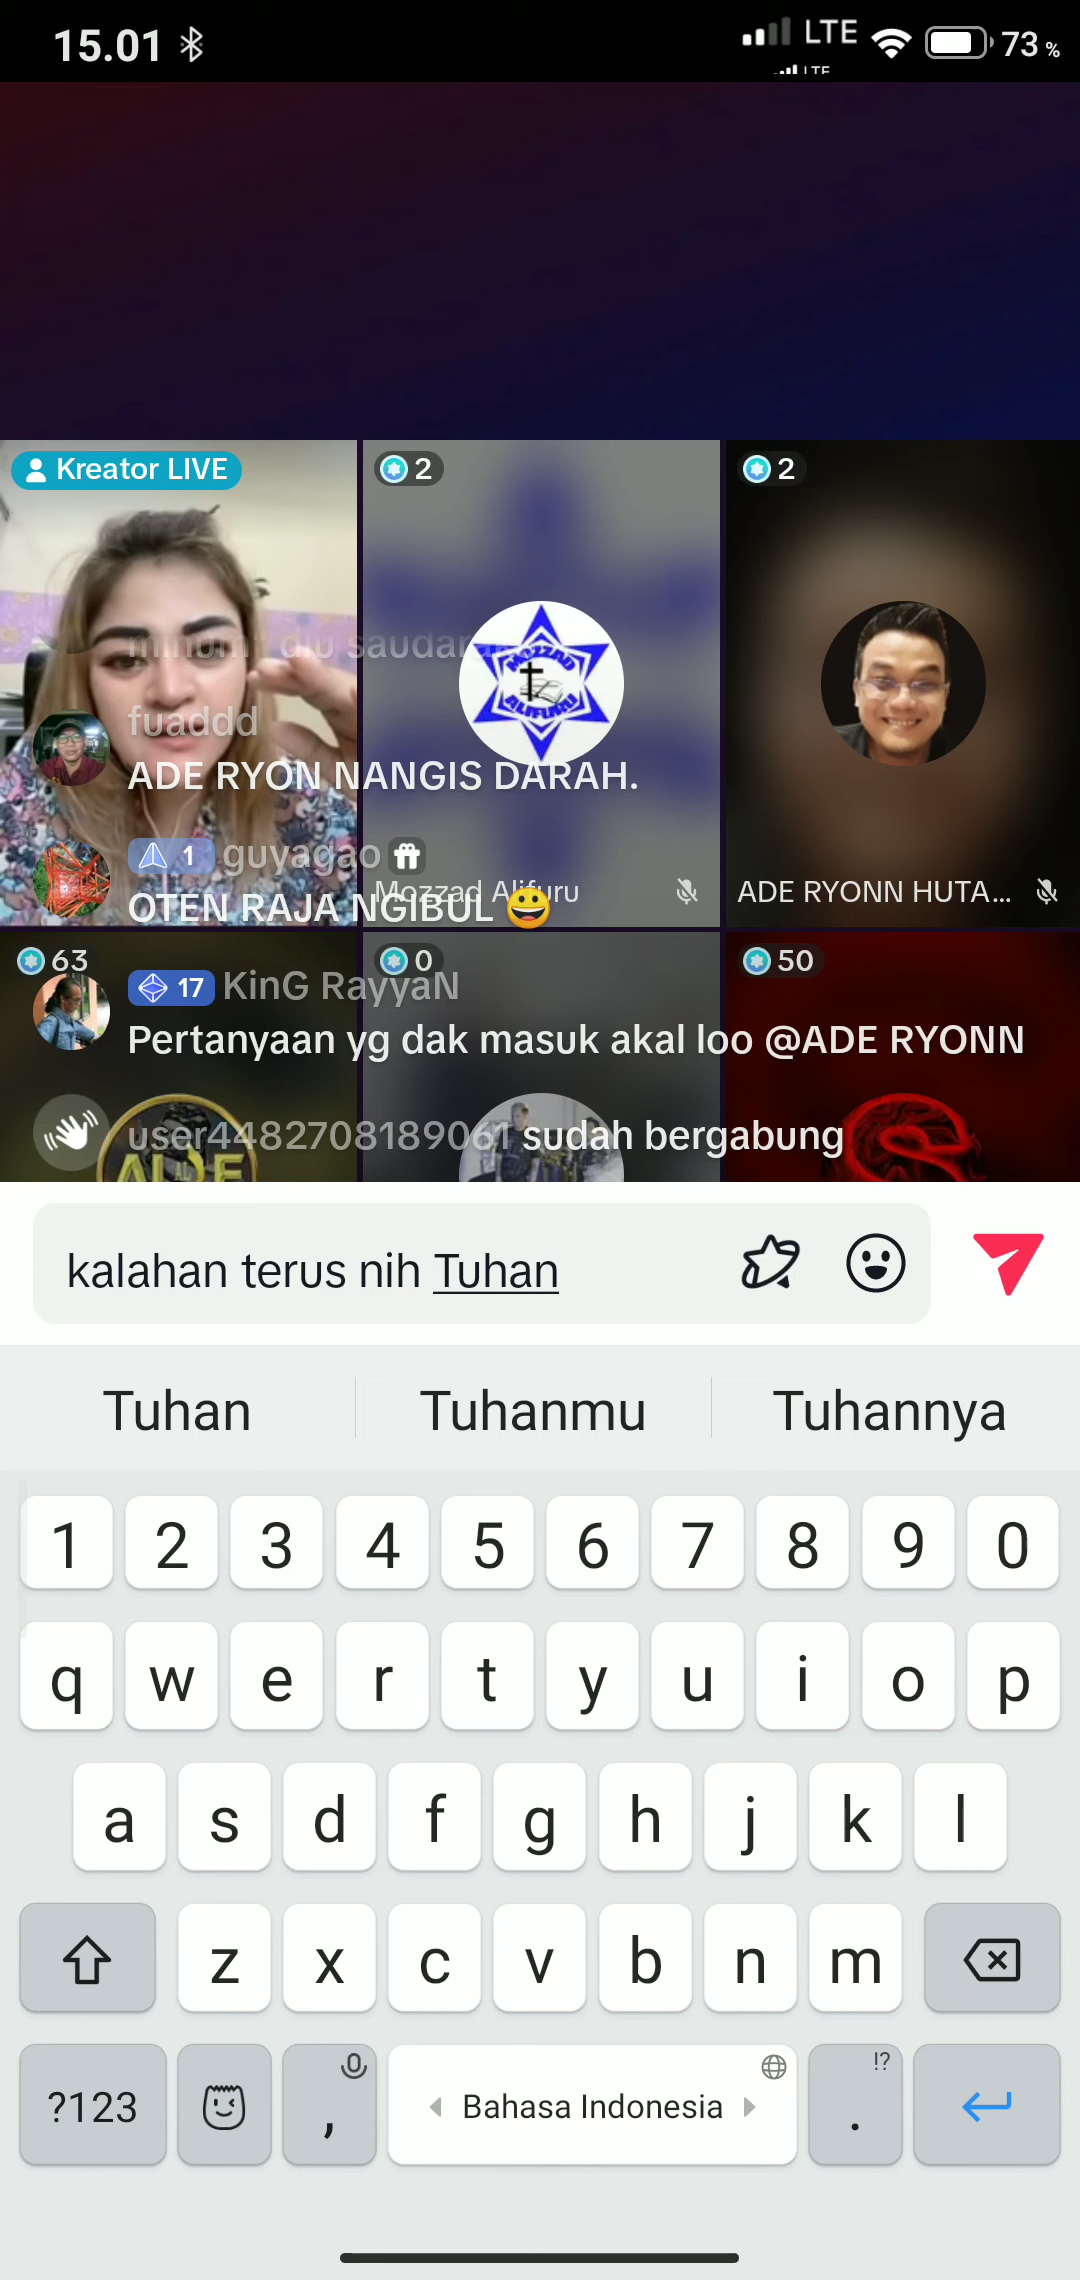 15.01
LTE
73 %
LTE
Kreator LIVE
2
2
fuaddd
ADE RYON NANGIS DARAH.
MOZZAD
ALIFURU
1 guyagao
OTEN RAJA NGIBUL 😀
Mozzad Alifuru
ADE RYONN HUTA...
63
0
50
17 KinG RayyaN
Pertanyaan yg dak masuk akal loo @ADE RYONN
user4482708189061 sudah bergabung
kalahan terus nih Tuhan
Tuhan
Tuhanmu
Tuhannya
1 2 3 4 5 6 7 8 9 0
q w e r t y u i o p
a s d f g h j k l
z x c v b n m
!?
?123 , Bahasa Indonesia .